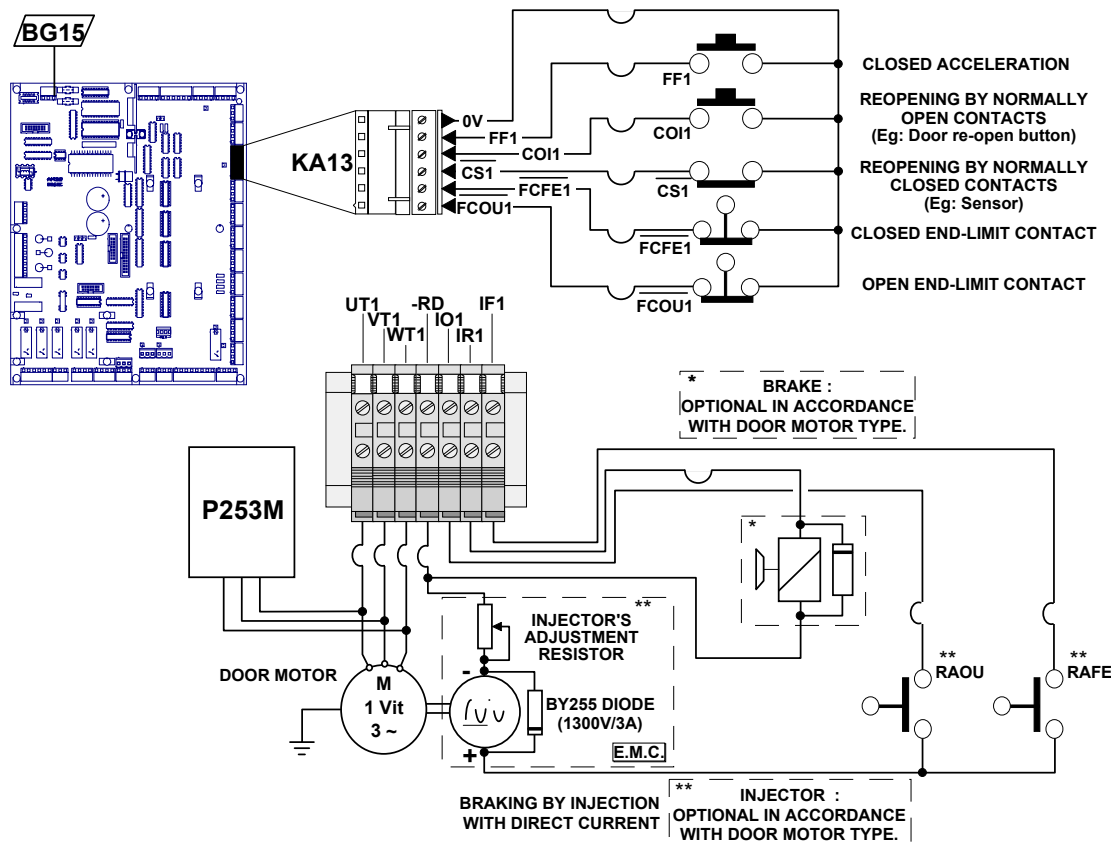 BG15
KA13
0V
FF1
COI1
CS1
FCFE1
FCOU1
FF1
COI1
CS1
FCFE1
FCOU1
CLOSED ACCELERATION
REOPENING BY NORMALLY
OPEN CONTACTS
(Eg: Door re-open button)
REOPENING BY NORMALLY
CLOSED CONTACTS
(Eg: Sensor)
CLOSED END-LIMIT CONTACT
OPEN END-LIMIT CONTACT
UT1
VT1
WT1
-RD
IO1
IR1
IF1
* BRAKE :
OPTIONAL IN ACCORDANCE
WITH DOOR MOTOR TYPE.
P253M
*
**
INJECTOR'S
ADJUSTMENT
RESISTOR
DOOR MOTOR
M
1 Vit
3 ~
-
+
BY255 DIODE
(1300V/3A)
E.M.C.
**
RAOU
**
RAFE
BRAKING BY INJECTION
WITH DIRECT CURRENT
** INJECTOR :
OPTIONAL IN ACCORDANCE
WITH DOOR MOTOR TYPE.